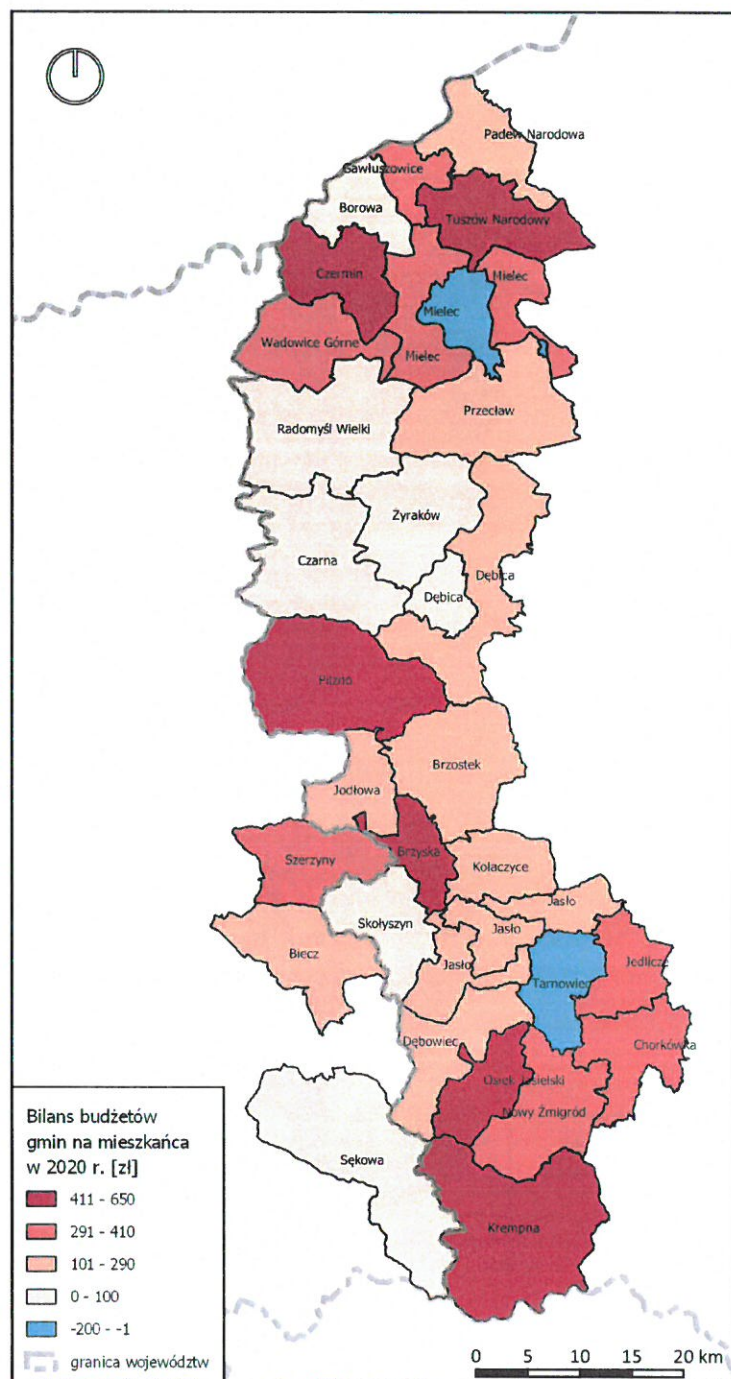 Padew Narodowa
Gawłuszowice
Borowa
Tuszów Narodowy
Czermin
Mielec
Mielec
Wadowice Górne
Mielec
Przecław
Radomyśl Wielki
Żyraków
Czarna
Dębica
Dębica
Pilzno
Brzostek
Jodłowa
Brzyska
Szerzyny
Kołaczyce
Jasło
Skołyszyn
Jasło
Biecz
Jasło
Jedlicze
Tarnowiec
Dębowiec
Chorkówka
Osiek Jasielski
Nowy Żmigród
Sękowa
Krempna
Bilans budżetów
gmin na mieszkańca
w 2020 r. [zł]
411 - 650
291 - 410
101 - 290
0 - 100
-200 - -1
granica województw
0 5 10 15 20 km